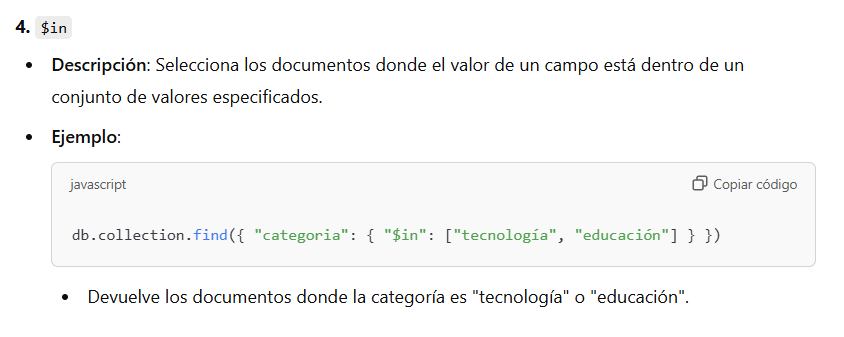 4. $in
• Descripción: Selecciona los documentos donde el valor de un campo está dentro de un
conjunto de valores especificados.
• Ejemplo:
javascript Copiar código
db.collection.find({ "categoria": { "$in": ["tecnología", "educación"] } })
• Devuelve los documentos donde la categoría es "tecnología" o "educación".